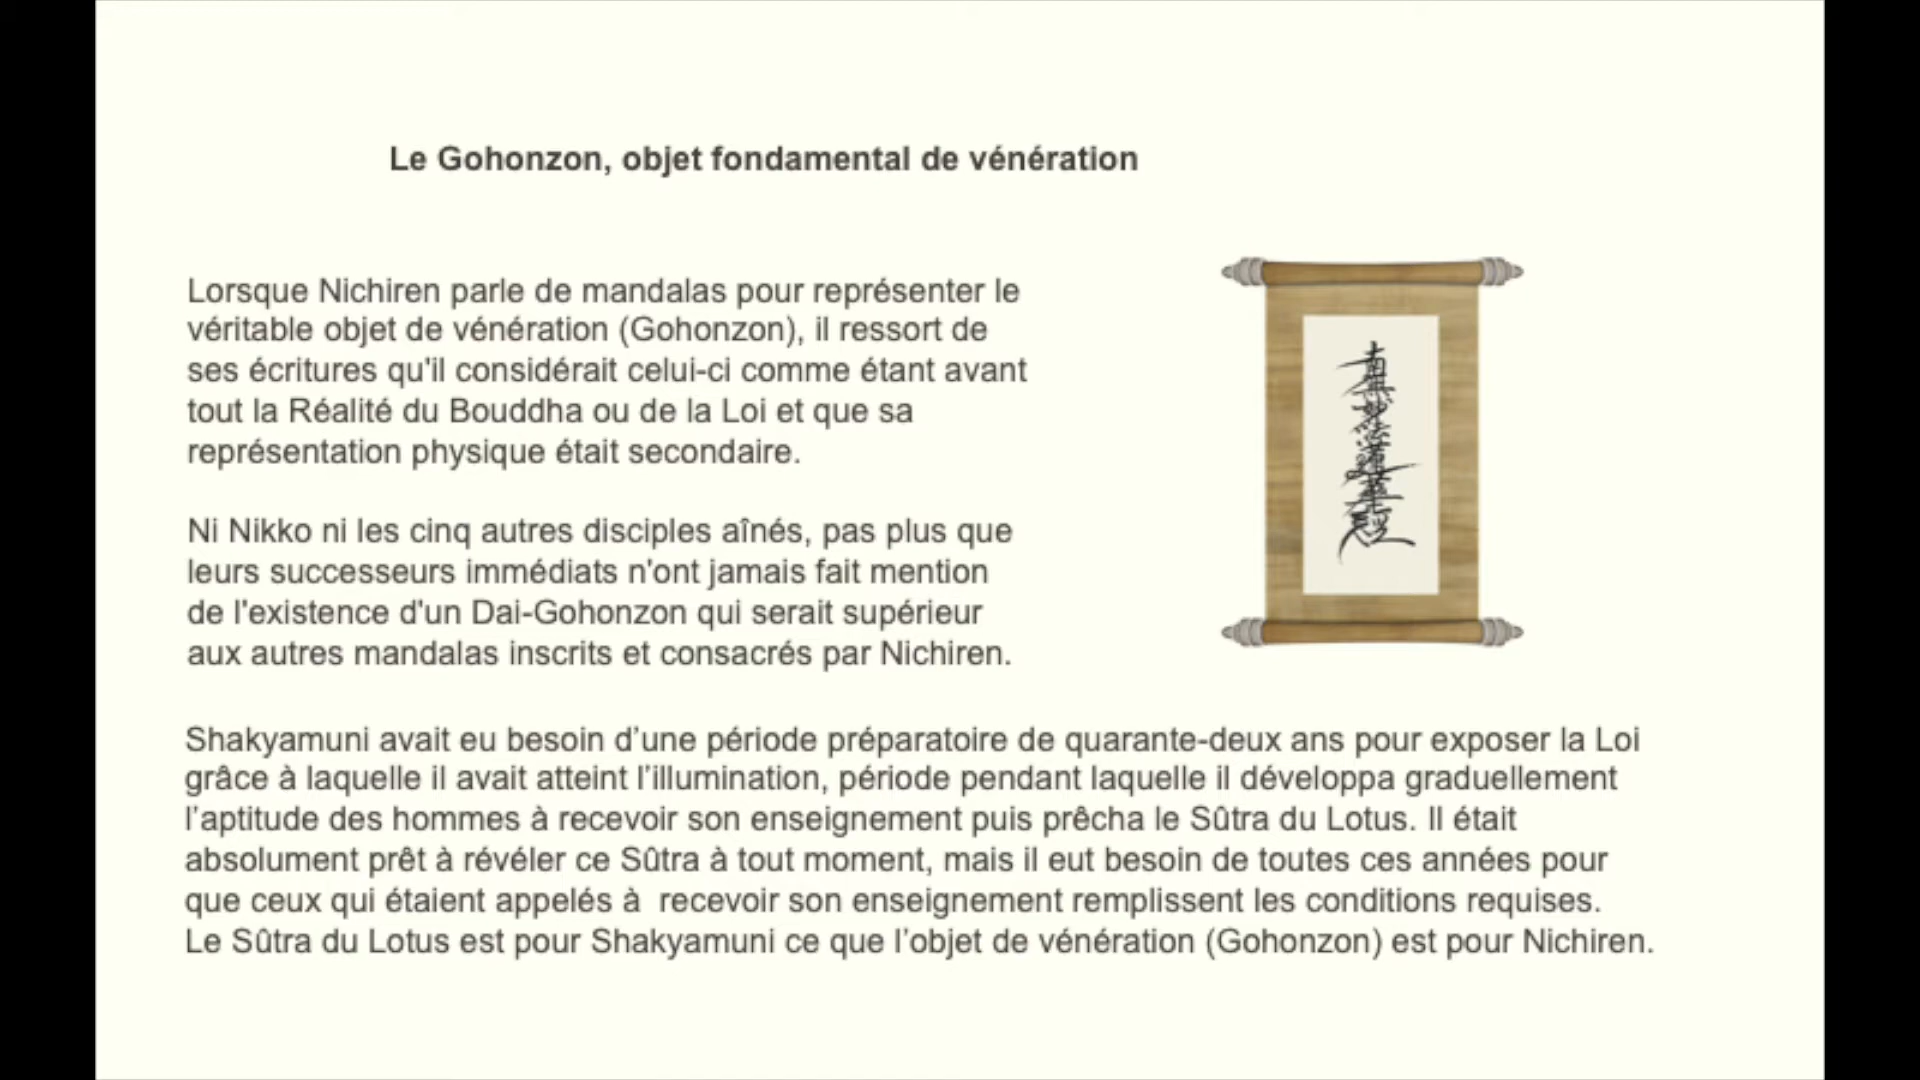 Le Gohonzon, objet fondamental de vénération
Lorsque Nichiren parle de mandalas pour représenter le
véritable objet de vénération (Gohonzon), il ressort de
ses écritures qu'il considérait celui-ci comme étant avant
tout la Réalité du Bouddha ou de la Loi et que sa
représentation physique était secondaire.
Ni Nikko ni les cinq autres disciples aînés, pas plus que
leurs successeurs immédiats n'ont jamais fait mention
de l'existence d'un Dai-Gohonzon qui serait supérieur
aux autres mandalas inscrits et consacrés par Nichiren.
Shakyamuni avait eu besoin d’une période préparatoire de quarante-deux ans pour exposer la Loi
grâce à laquelle il avait atteint l’illumination, période pendant laquelle il développa graduellement
l’aptitude des hommes à recevoir son enseignement puis prêcha le Sûtra du Lotus. Il était
absolument prêt à révéler ce Sûtra à tout moment, mais il eut besoin de toutes ces années pour
que ceux qui étaient appelés à  recevoir son enseignement remplissent les conditions requises.
Le Sûtra du Lotus est pour Shakyamuni ce que l’objet de vénération (Gohonzon) est pour Nichiren.